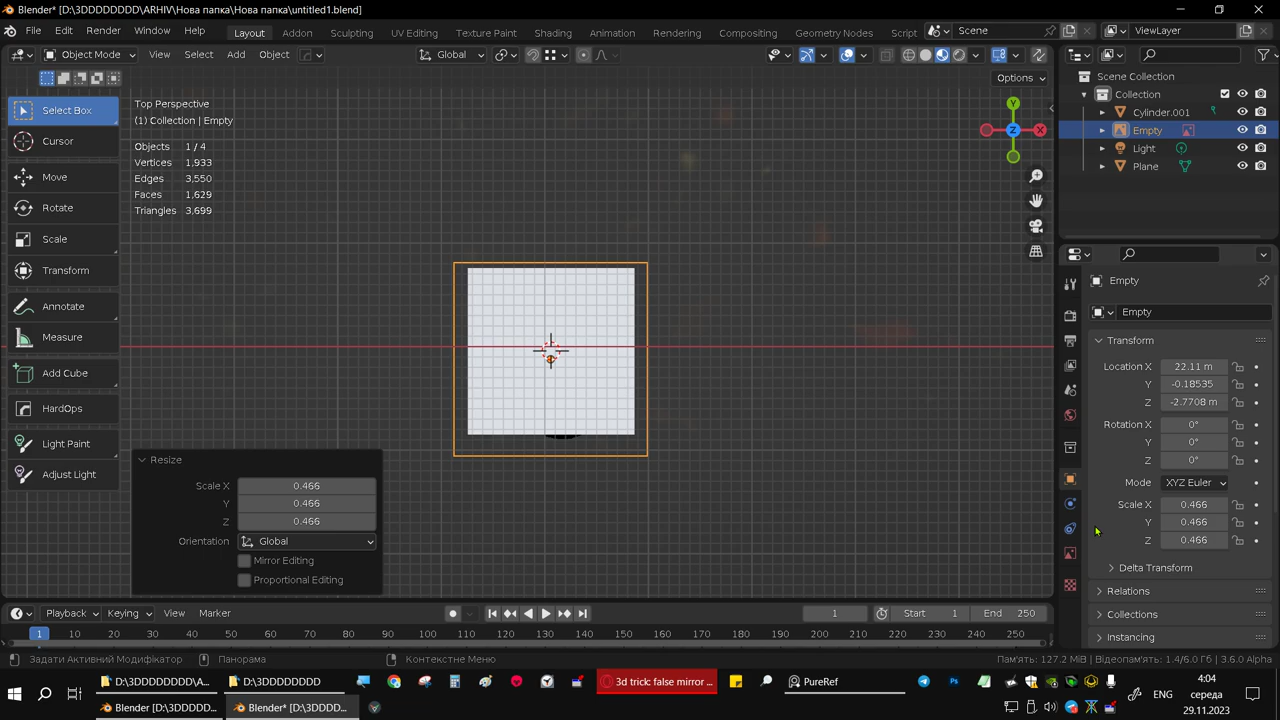 Blender* [D:\3DDDDDDDD\ARHIV\Нова папка\Нова папка\untitled1.blend]
File Edit Render Window Help Layout Addon Sculpting UV Editing Texture Paint Shading Animation Rendering Compositing Geometry Nodes Script Scene ViewLayer
Object Mode View Select Add Object Global
Options
Select Box
Cursor
Move
Rotate
Scale
Transform
Annotate
Measure
Add Cube
HardOps
Light Paint
Adjust Light
Top Perspective
(1) Collection | Empty
Objects 1 / 4
Vertices 1,933
Edges 3,550
Faces 1,629
Triangles 3,699
Y
Z
X
Resize
Scale X 0.466
Y 0.466
Z 0.466
Orientation Global
Mirror Editing
Proportional Editing
Scene Collection
Collection
Cylinder.001
Empty
Light
Plane
Empty
Empty
Transform
Location X 22.11 m
Y -0.18535
Z -2.7708 m
Rotation X 0°
Y 0°
Z 0°
Mode XYZ Euler
Scale X 0.466
Y 0.466
Z 0.466
Delta Transform
Relations
Collections
Instancing
Playback Keying View Marker 1 Start 1 End 250
1 10 20 30 40 50 60 70 80 90 100 110 120 130 140 150 160 170 180 190 200 210 220 230 240 250
Задати Активний Модифікатор Панорама Контекстне Меню Пам'ять: 127.2 MiB | Відеопам'ять: 1.4/6.0 Gi | 3.6.0 Alpha
D:\3DDDDDDDD\A... D:\3DDDDDDDD 3d trick: false mirror ... PureRef
Blender [D:\3DDDD... Blender* [D:\3DDDD...
ENG
4:04
середа
29.11.2023